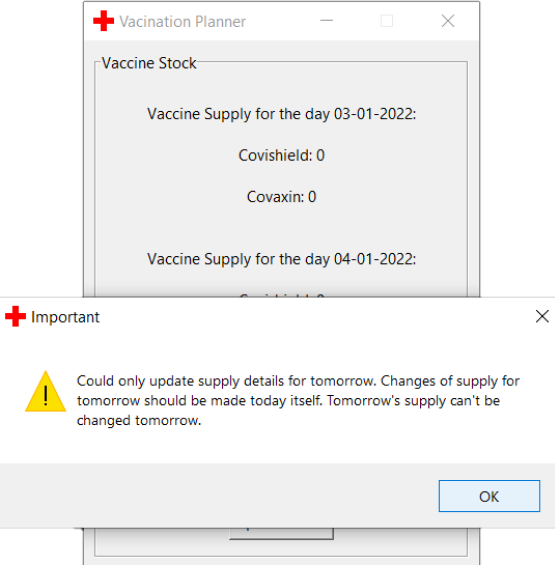 Vacination Planner
Vaccine Stock
Vaccine Supply for the day 03-01-2022:
Covishield: 0
Covaxin: 0
Vaccine Supply for the day 04-01-2022:
Important
Could only update supply details for tomorrow. Changes of supply for
tomorrow should be made today itself. Tomorrow's supply can't be
changed tomorrow.
OK